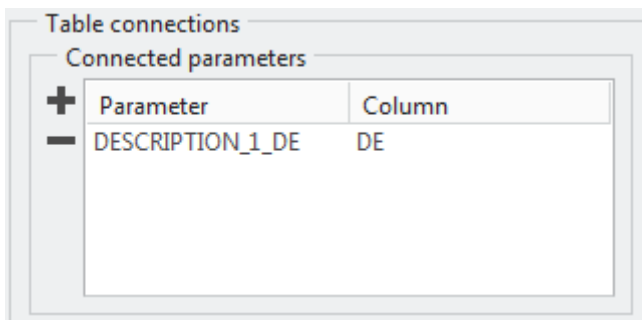 Table connections
Connected parameters
Parameter Column
DESCRIPTION_1_DE DE